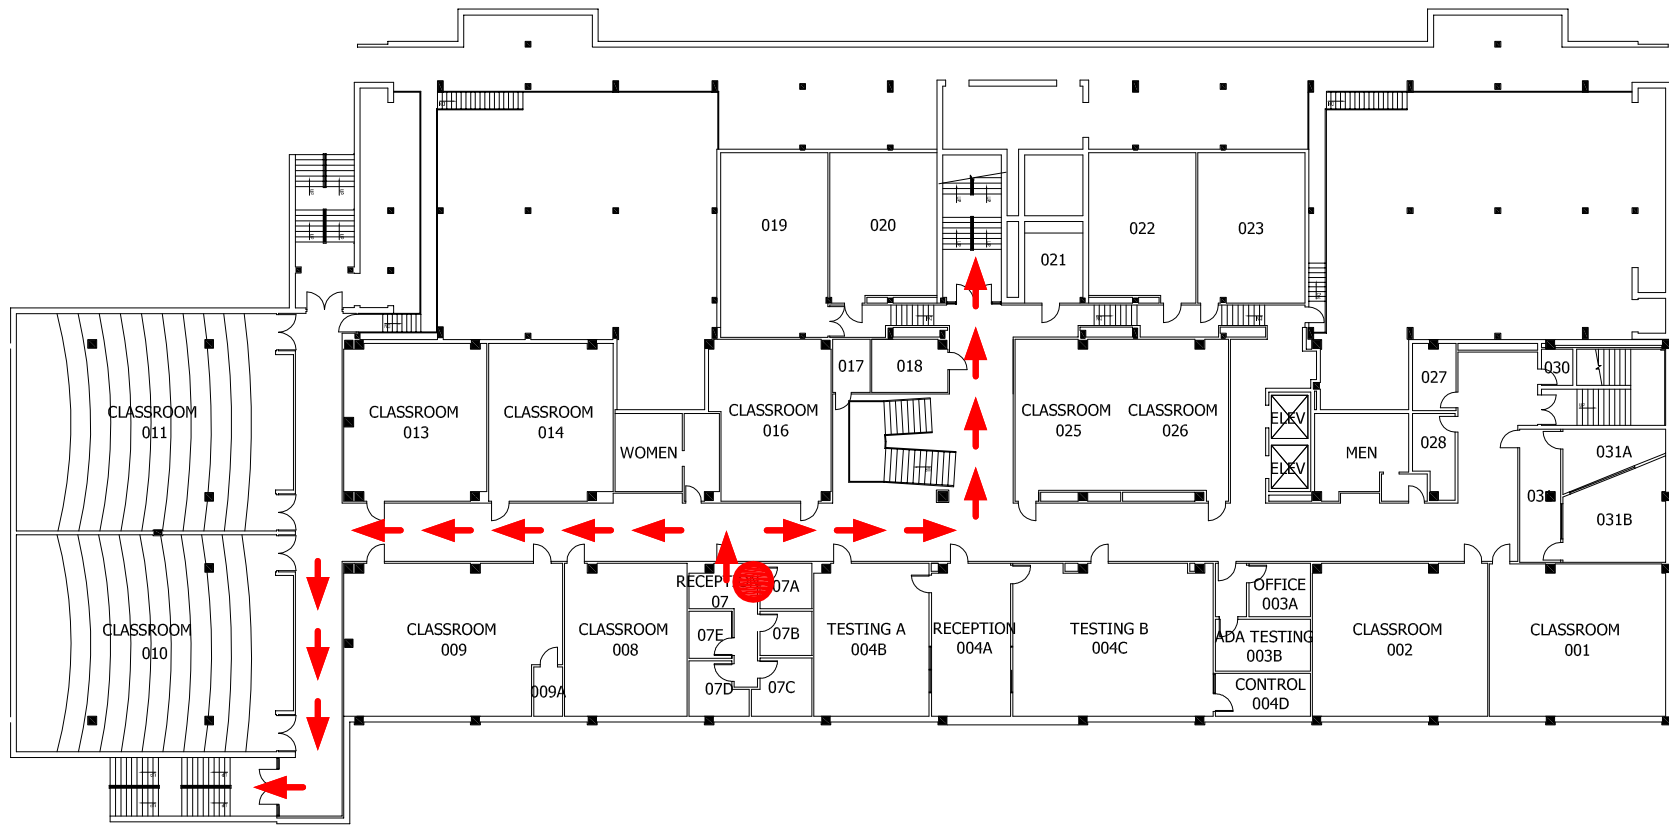 019
020
022
023
021
017
018
030
027
CLASSROOM
011
CLASSROOM
013
CLASSROOM
014
CLASSROOM
016
CLASSROOM
025
CLASSROOM
026
ELEV
ELEV
WOMEN
MEN
028
031A
031B
RECEPTION
07
07A
07B
07C
07D
07E
OFFICE
003A
CLASSROOM
010
CLASSROOM
009
009A
CLASSROOM
008
TESTING A
004B
RECEPTION
004A
TESTING B
004C
ADA TESTING
003B
CONTROL
004D
CLASSROOM
002
CLASSROOM
001